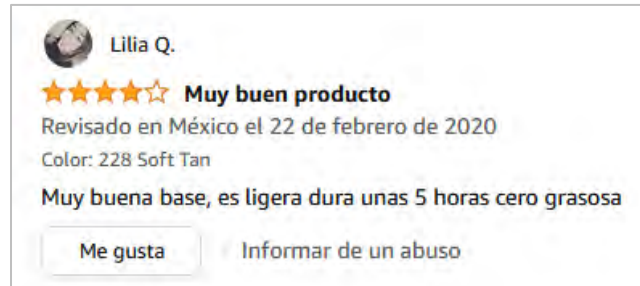 Lilia Q.
Muy buen producto
Revisado en México el 22 de febrero de 2020
Color: 228 Soft Tan
Muy buena base, es ligera dura unas 5 horas cero grasosa
Me gusta Informar de un abuso